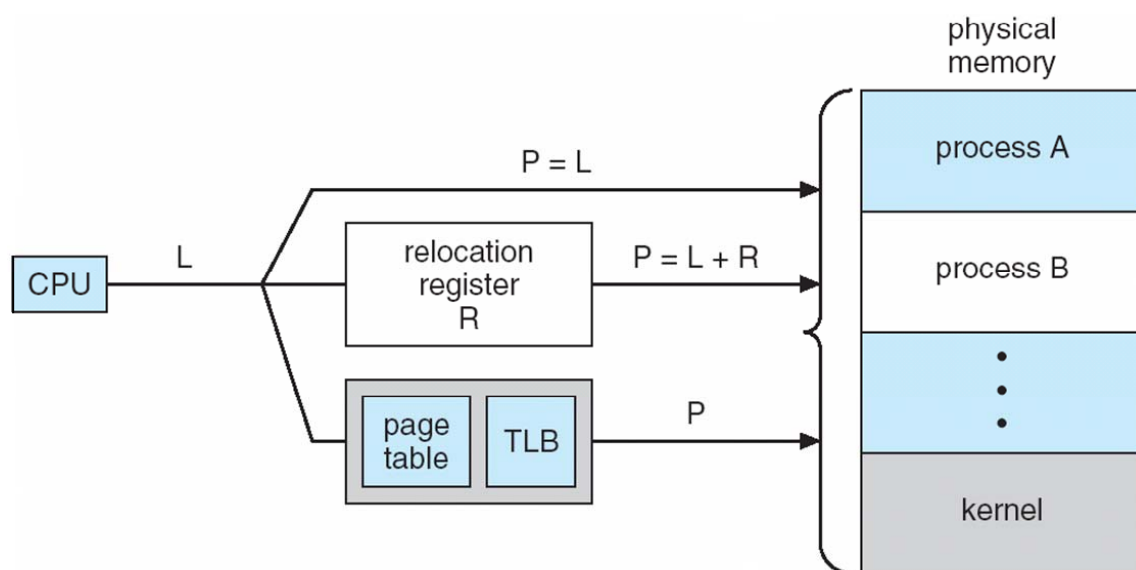 physical
memory
process A
P = L
L
relocation
register
R
P = L + R
CPU
process B
page
table
TLB
P
kernel